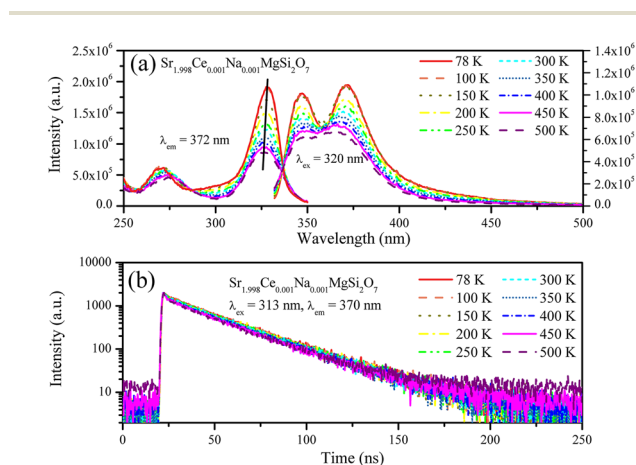 (a) Sr1.998Ce0.001Na0.001MgSi2O7
Intensity (a.u.)
2.5x10^6
2.0x10^6
1.5x10^6
1.0x10^6
5.0x10^5
0.0
λem = 372 nm
λex = 320 nm
78 K
100 K
150 K
200 K
250 K
300 K
350 K
400 K
450 K
500 K
1.4x10^6
1.2x10^6
1.0x10^6
8.0x10^5
6.0x10^5
4.0x10^5
2.0x10^5
0.0
250 300 350 400 450 500
Wavelength (nm)
(b) Sr1.998Ce0.001Na0.001MgSi2O7
λex = 313 nm, λem = 370 nm
Intensity (a.u.)
10000
1000
100
10
78 K
100 K
150 K
200 K
250 K
300 K
350 K
400 K
450 K
500 K
0 50 100 150 200 250
Time (ns)